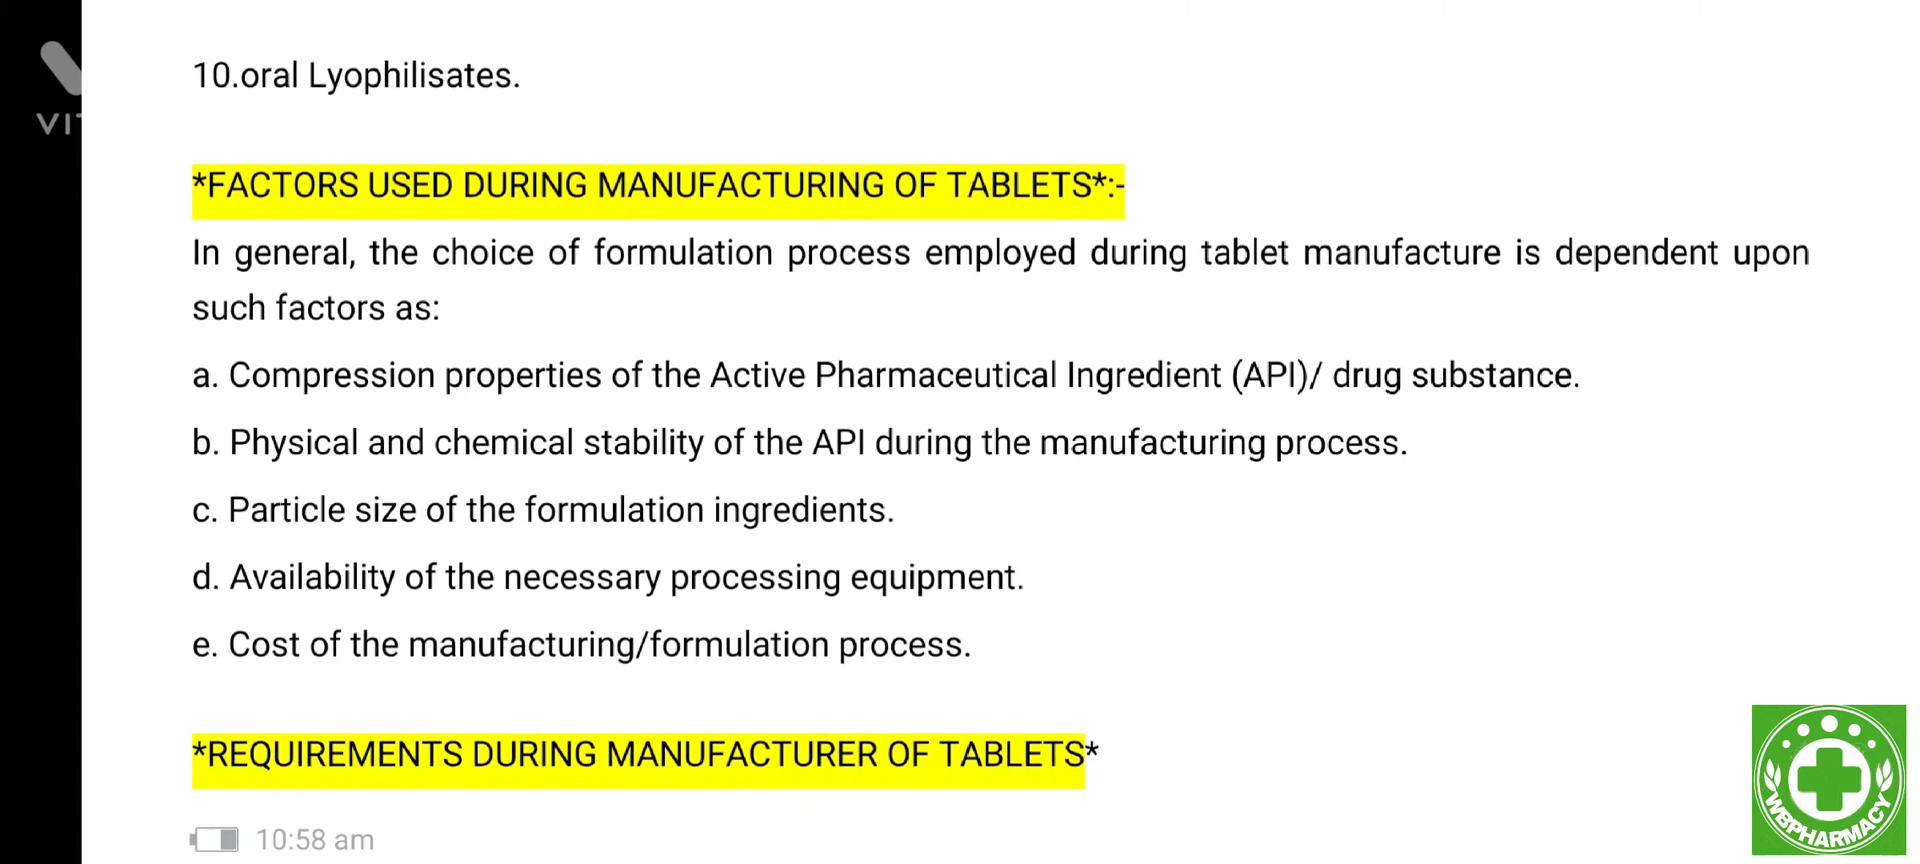 10.oral Lyophilisates.
VIT
*FACTORS USED DURING MANUFACTURING OF TABLETS*:-
In general, the choice of formulation process employed during tablet manufacture is dependent upon
such factors as:
a. Compression properties of the Active Pharmaceutical Ingredient (API)/ drug substance.
b. Physical and chemical stability of the API during the manufacturing process.
c. Particle size of the formulation ingredients.
d. Availability of the necessary processing equipment.
e. Cost of the manufacturing/formulation process.
*REQUIREMENTS DURING MANUFACTURER OF TABLETS*
WBPHARMACY
10:58 am